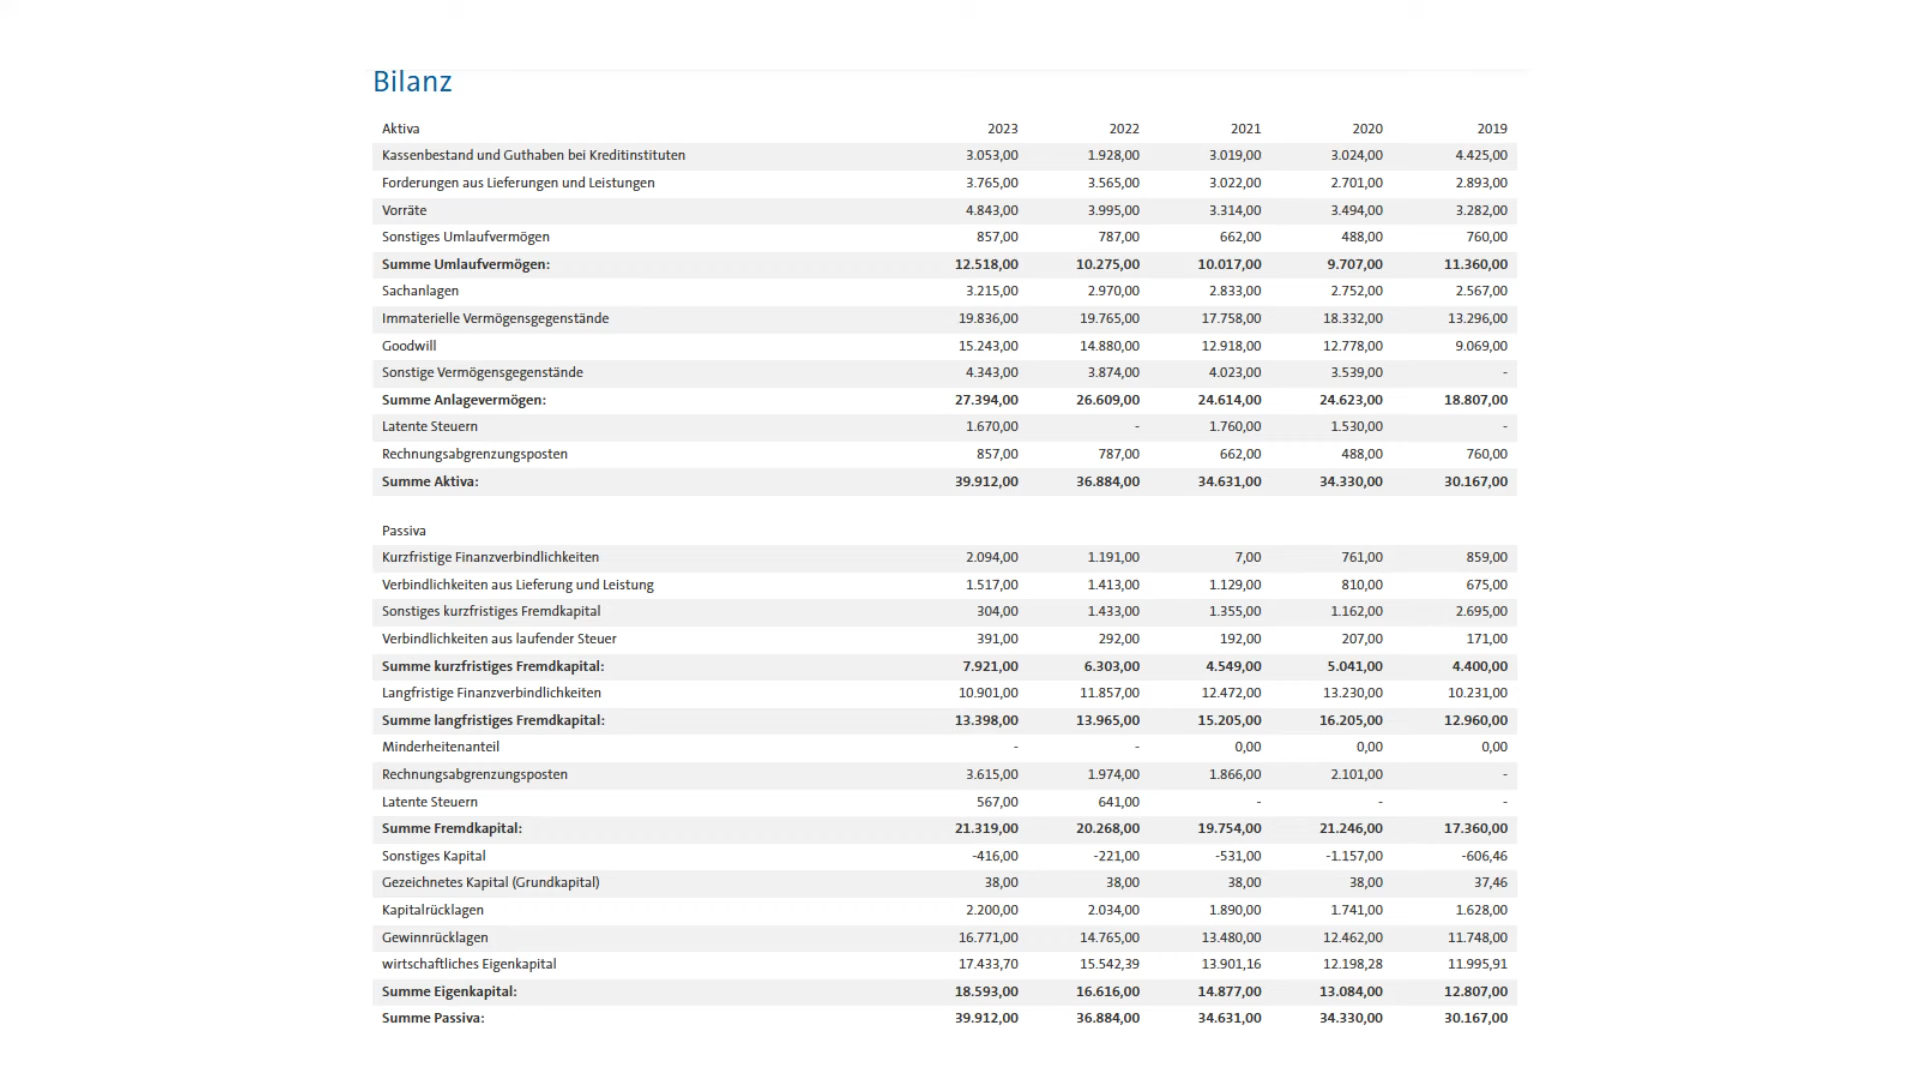 Bilanz
Aktiva 2023 2022 2021 2020 2019
Kassenbestand und Guthaben bei Kreditinstituten 3.053,00 1.928,00 3.019,00 3.024,00 4.425,00
Forderungen aus Lieferungen und Leistungen 3.765,00 3.565,00 3.022,00 2.701,00 2.893,00
Vorräte 4.843,00 3.995,00 3.314,00 3.494,00 3.282,00
Sonstiges Umlaufvermögen 857,00 787,00 662,00 488,00 760,00
Summe Umlaufvermögen: 12.518,00 10.275,00 10.017,00 9.707,00 11.360,00
Sachanlagen 3.215,00 2.970,00 2.833,00 2.752,00 2.567,00
Immaterielle Vermögensgegenstände 19.836,00 19.765,00 17.758,00 18.332,00 13.296,00
Goodwill 15.243,00 14.880,00 12.918,00 12.778,00 9.069,00
Sonstige Vermögensgegenstände 4.343,00 3.874,00 4.023,00 3.539,00 -
Summe Anlagevermögen: 27.394,00 26.609,00 24.614,00 24.623,00 18.807,00
Latente Steuern 1.670,00 - 1.760,00 1.530,00 -
Rechnungsabgrenzungsposten 857,00 787,00 662,00 488,00 760,00
Summe Aktiva: 39.912,00 36.884,00 34.631,00 34.330,00 30.167,00
Passiva
Kurzfristige Finanzverbindlichkeiten 2.094,00 1.191,00 7,00 761,00 859,00
Verbindlichkeiten aus Lieferung und Leistung 1.517,00 1.413,00 1.129,00 810,00 675,00
Sonstiges kurzfristiges Fremdkapital 304,00 1.433,00 1.355,00 1.162,00 2.695,00
Verbindlichkeiten aus laufender Steuer 391,00 292,00 192,00 207,00 171,00
Summe kurzfristiges Fremdkapital: 7.921,00 6.303,00 4.549,00 5.041,00 4.400,00
Langfristige Finanzverbindlichkeiten 10.901,00 11.857,00 12.472,00 13.230,00 10.231,00
Summe langfristiges Fremdkapital: 13.398,00 13.965,00 15.205,00 16.205,00 12.960,00
Minderheitenanteil - - 0,00 0,00 0,00
Rechnungsabgrenzungsposten 3.615,00 1.974,00 1.866,00 2.101,00 -
Latente Steuern 567,00 641,00 - - -
Summe Fremdkapital: 21.319,00 20.268,00 19.754,00 21.246,00 17.360,00
Sonstiges Kapital -416,00 -221,00 -531,00 -1.157,00 -606,46
Gezeichnetes Kapital (Grundkapital) 38,00 38,00 38,00 38,00 37,46
Kapitalrücklagen 2.200,00 2.034,00 1.890,00 1.741,00 1.628,00
Gewinnrücklagen 16.771,00 14.765,00 13.480,00 12.462,00 11.748,00
wirtschaftliches Eigenkapital 17.433,70 15.542,39 13.901,16 12.198,28 11.995,91
Summe Eigenkapital: 18.593,00 16.616,00 14.877,00 13.084,00 12.807,00
Summe Passiva: 39.912,00 36.884,00 34.631,00 34.330,00 30.167,00